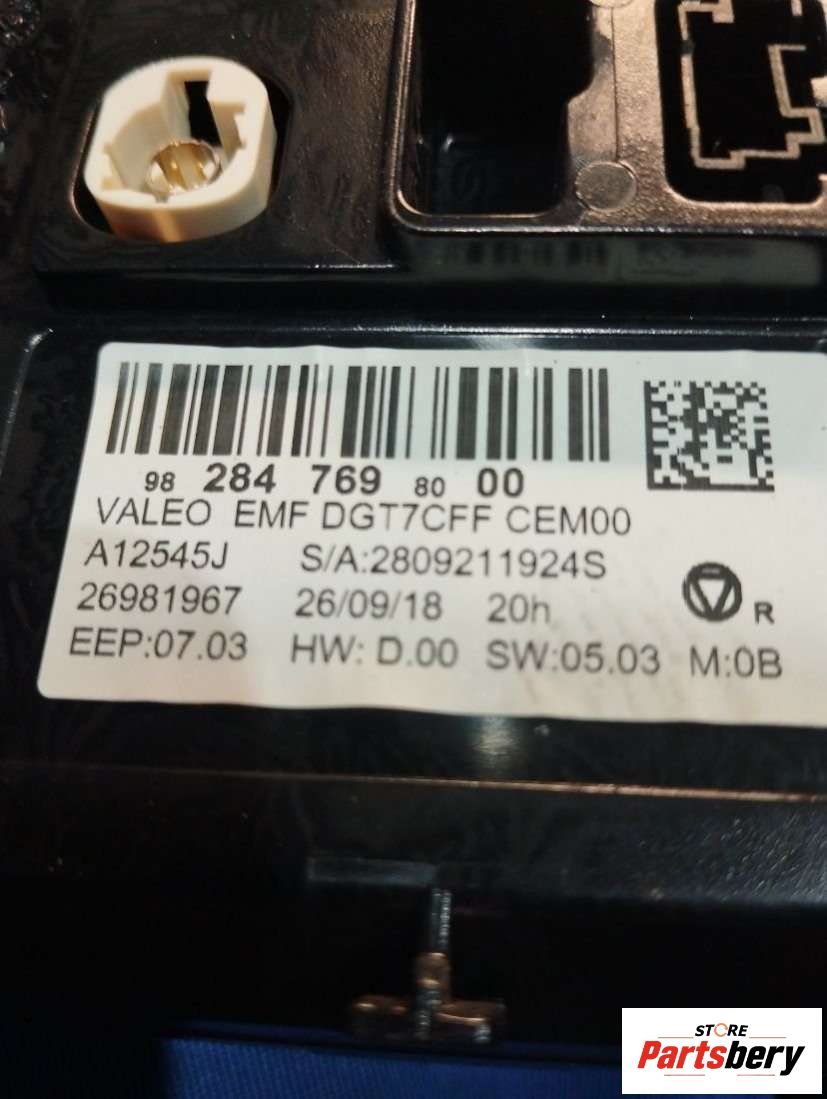 98 284 769 80 00
VALEO EMF DGT7CFF CEM00
A12545J S/A:2809211924S
26981967 26/09/18 20h R
EEP:07.03 HW: D.00 SW:05.03 M:0B
STORE
Partsbery